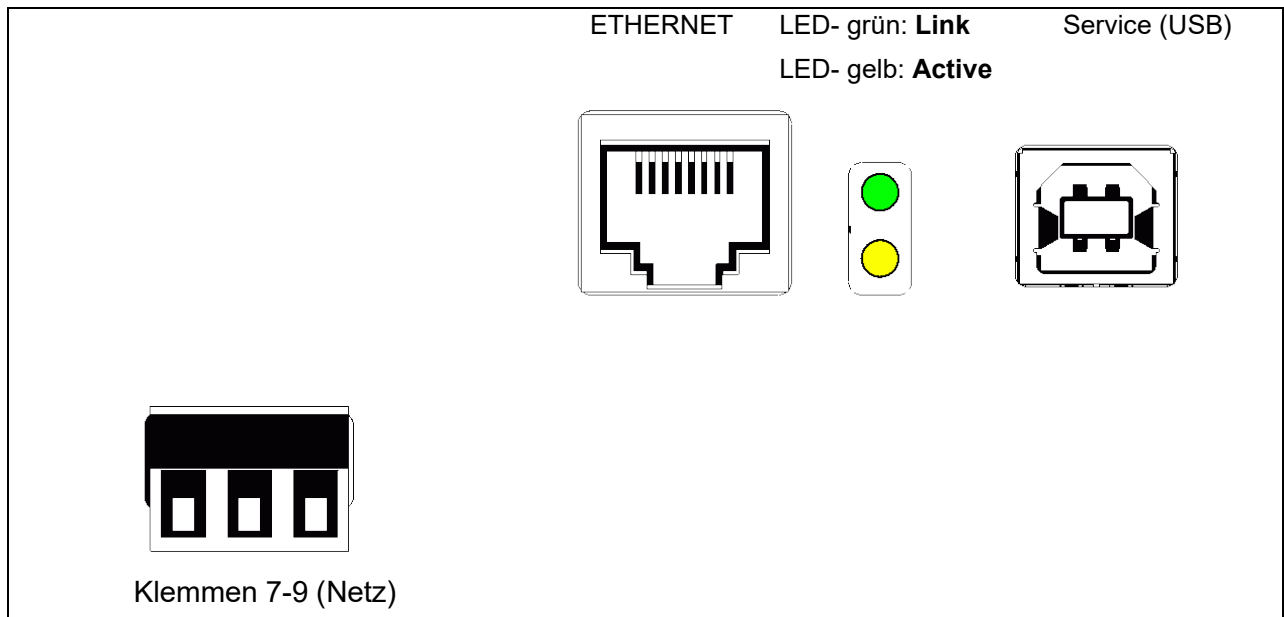 ETHERNET LED- grün: Link Service (USB)
LED- gelb: Active
Klemmen 7-9 (Netz)